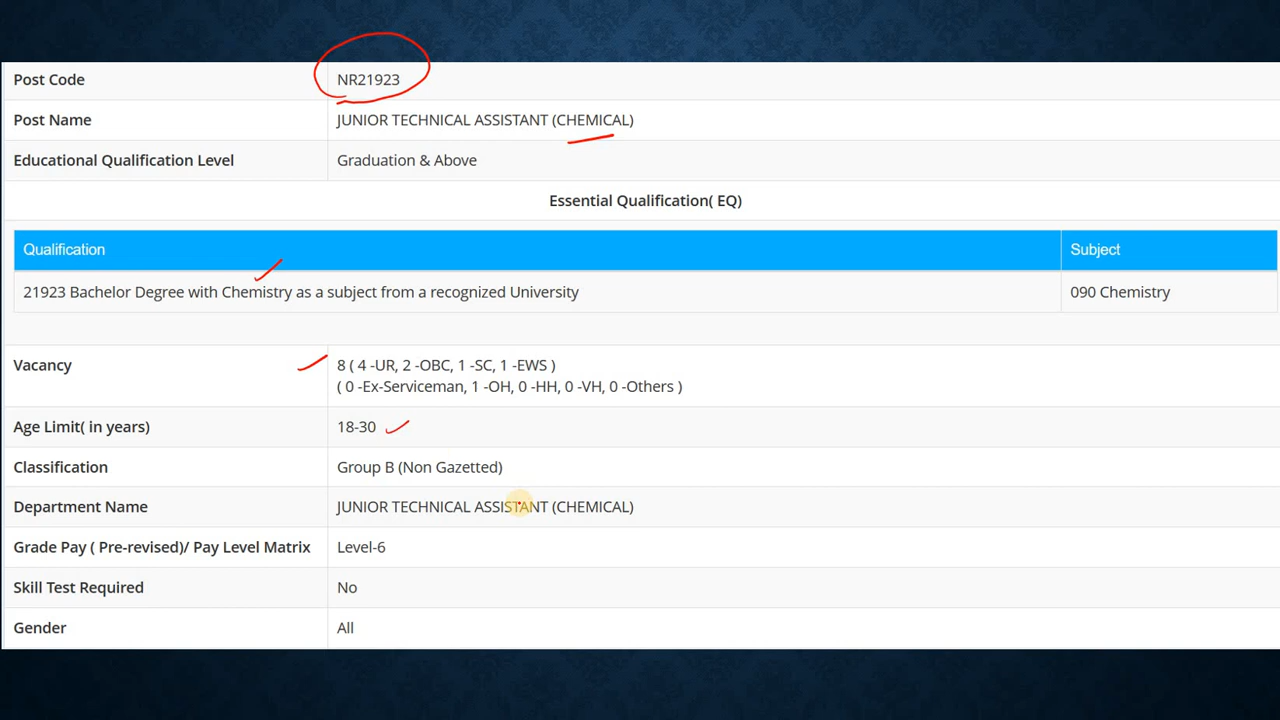 Post Code NR21923
Post Name JUNIOR TECHNICAL ASSISTANT (CHEMICAL)
Educational Qualification Level Graduation & Above
Essential Qualification( EQ)
Qualification Subject
21923 Bachelor Degree with Chemistry as a subject from a recognized University 090 Chemistry
Vacancy 8 ( 4 -UR, 2 -OBC, 1 -SC, 1 -EWS )
( 0 -Ex-Serviceman, 1 -OH, 0 -HH, 0 -VH, 0 -Others )
Age Limit( in years) 18-30
Classification Group B (Non Gazetted)
Department Name JUNIOR TECHNICAL ASSISTANT (CHEMICAL)
Grade Pay ( Pre-revised)/ Pay Level Matrix Level-6
Skill Test Required No
Gender All